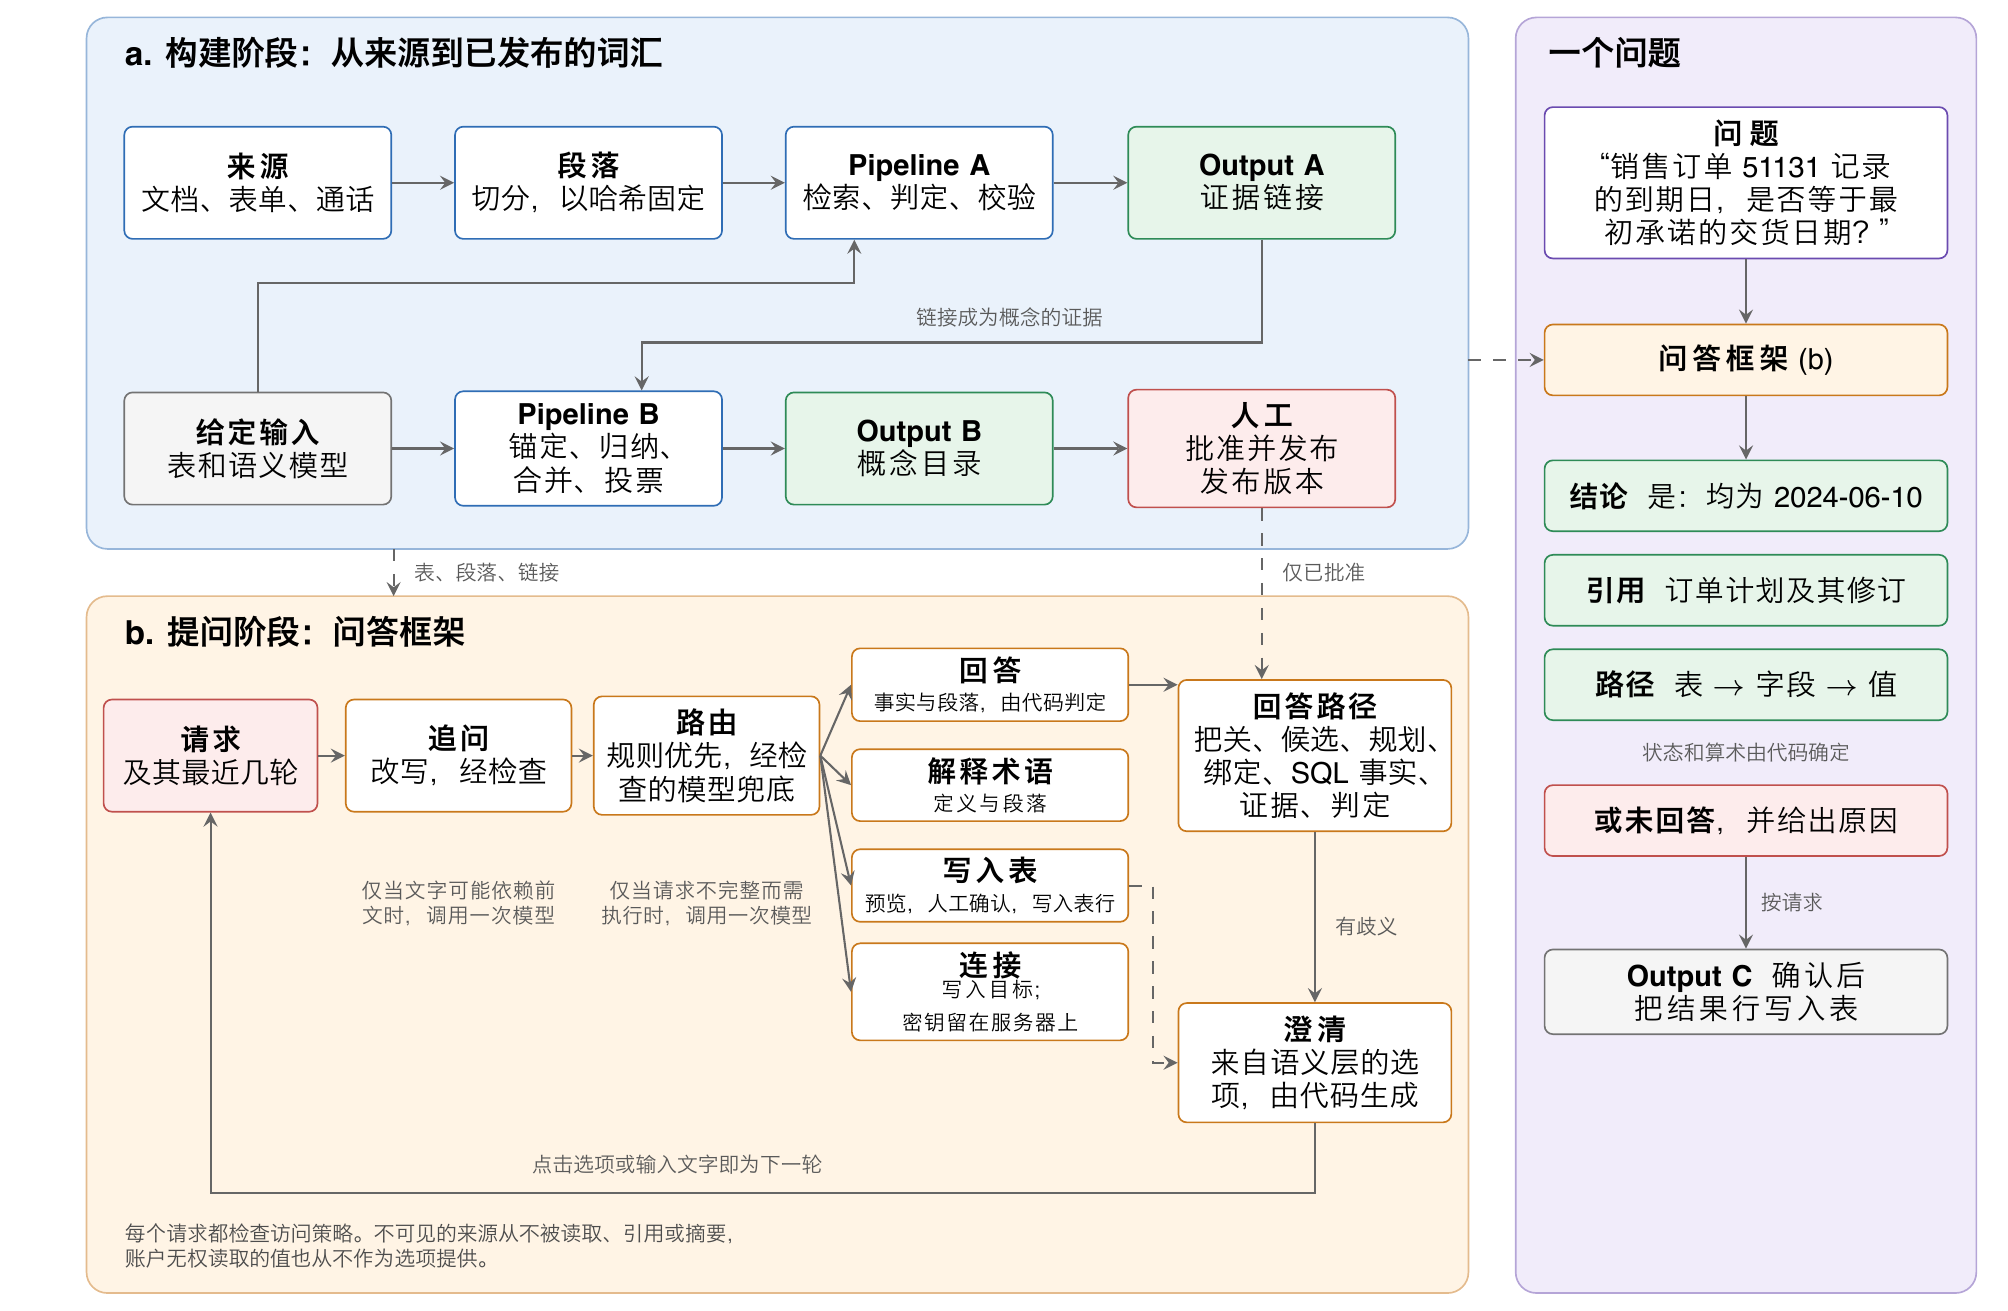 a. 构建阶段：从来源到已发布的词汇
来源
文档、表单、通话
段落
切分，以哈希固定
Pipeline A
检索、判定、校验
Output A
证据链接
链接成为概念的证据
给定输入
表和语义模型
Pipeline B
锚定、归纳、
合并、投票
Output B
概念目录
人工
批准并发布
发布版本
表、段落、链接
仅已批准
b. 提问阶段：问答框架
请求
及其最近几轮
追问
改写，经检查
路由
规则优先，经检
查的模型兜底
仅当文字可能依赖前
文时，调用一次模型
仅当请求不完整而需
执行时，调用一次模型
回答
事实与段落，由代码判定
解释术语
定义与段落
写入表
预览，人工确认，写入表行
连接
写入目标；
密钥留在服务器上
回答路径
把关、候选、规划、
绑定、SQL 事实、
证据、判定
有歧义
澄清
来自语义层的选
项，由代码生成
点击选项或输入文字即为下一轮
每个请求都检查访问策略。不可见的来源从不被读取、引用或摘要，
账户无权读取的值也从不作为选项提供。
一个问题
问题
“销售订单 51131 记录
的到期日，是否等于最
初承诺的交货日期？”
问答框架 (b)
结论 是：均为 2024-06-10
引用 订单计划及其修订
路径 表 → 字段 → 值
状态和算术由代码确定
或未回答，并给出原因
按请求
Output C 确认后
把结果行写入表